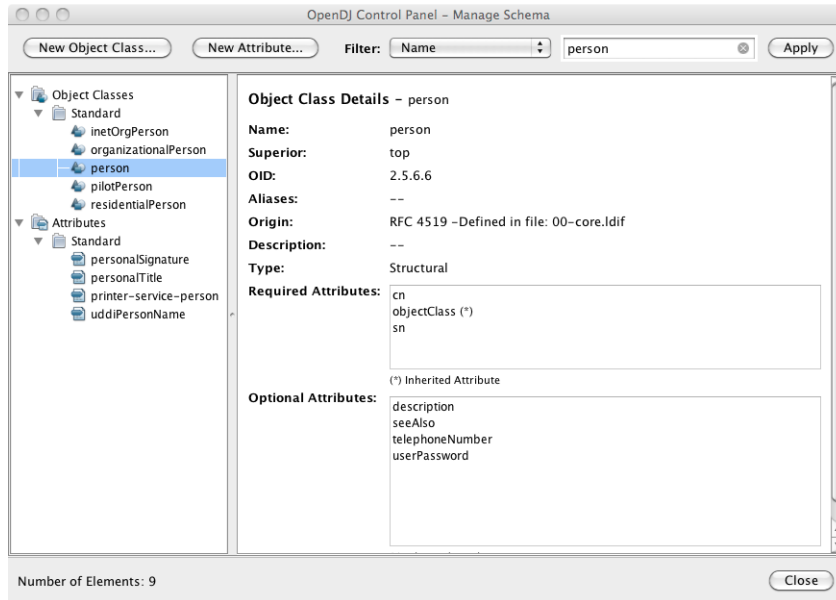 OpenDJ Control Panel – Manage Schema
New Object Class...
New Attribute...
Filter:
Name
person
Apply
Object Classes
Standard
inetOrgPerson
organizationalPerson
person
pilotPerson
residentialPerson
Attributes
Standard
personalSignature
personalTitle
printer-service-person
uddiPersonName
Object Class Details – person
Name: person
Superior: top
OID: 2.5.6.6
Aliases: --
Origin: RFC 4519 –Defined in file: 00-core.ldif
Description: --
Type: Structural
Required Attributes:
cn
objectClass (*)
sn
(*) Inherited Attribute
Optional Attributes:
description
seeAlso
telephoneNumber
userPassword
Number of Elements: 9
Close